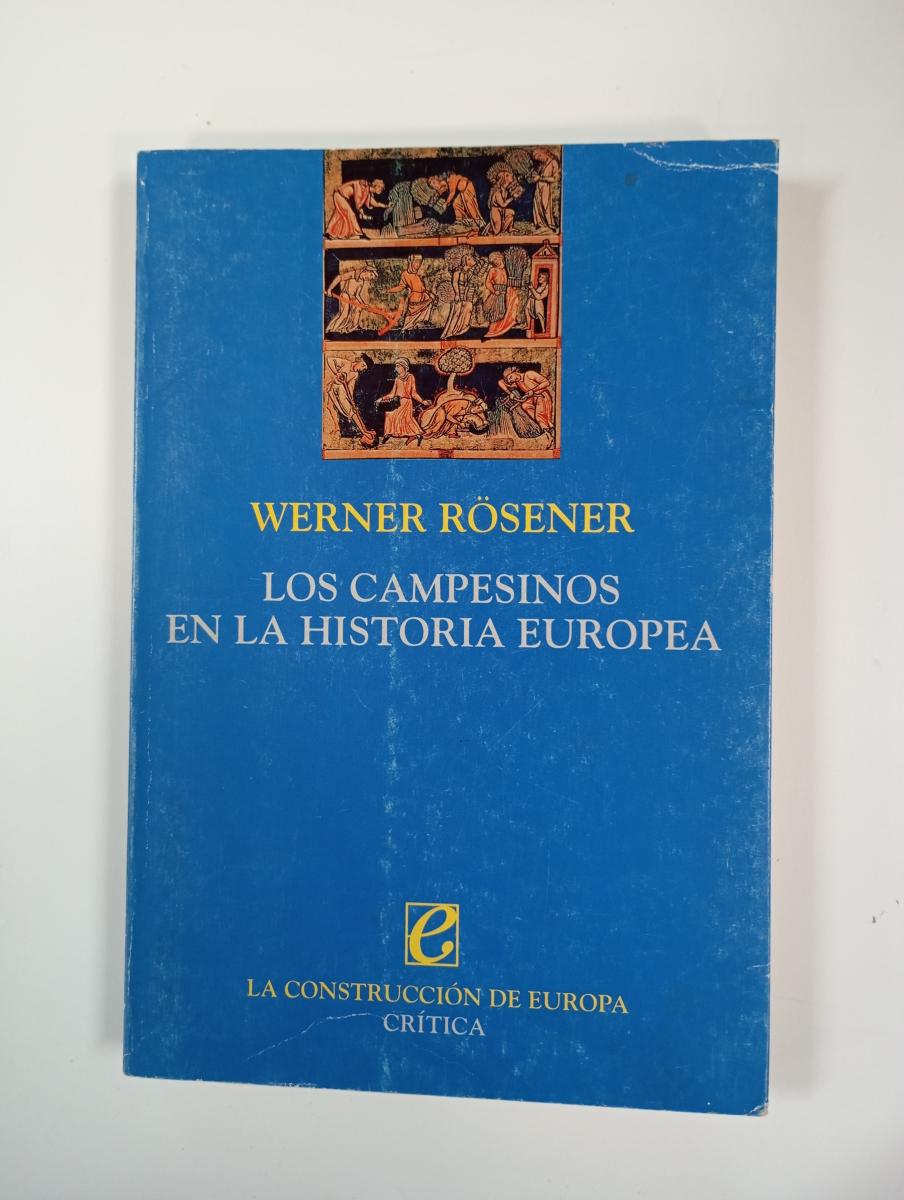 WERNER RÖSENER
LOS CAMPESINOS
EN LA HISTORIA EUROPEA
e
LA CONSTRUCCIÓN DE EUROPA
CRÍTICA